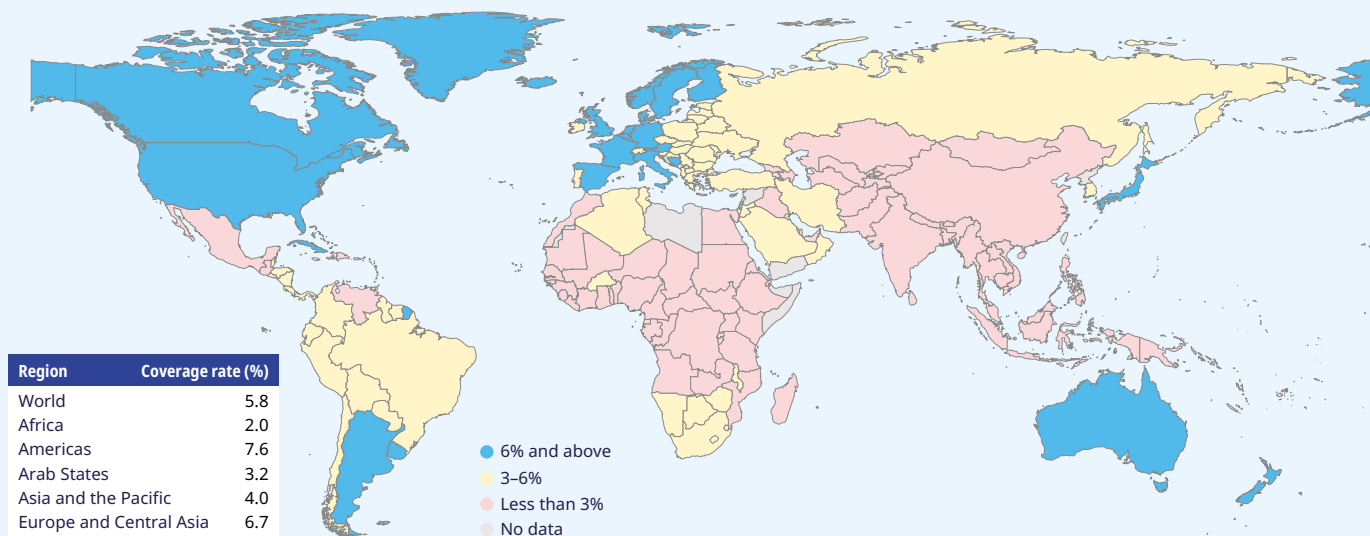 Region Coverage rate (%)
World 5.8
Africa 2.0
Americas 7.6
Arab States 3.2
Asia and the Pacific 4.0
Europe and Central Asia 6.7
6% and above
3–6%
Less than 3%
No data